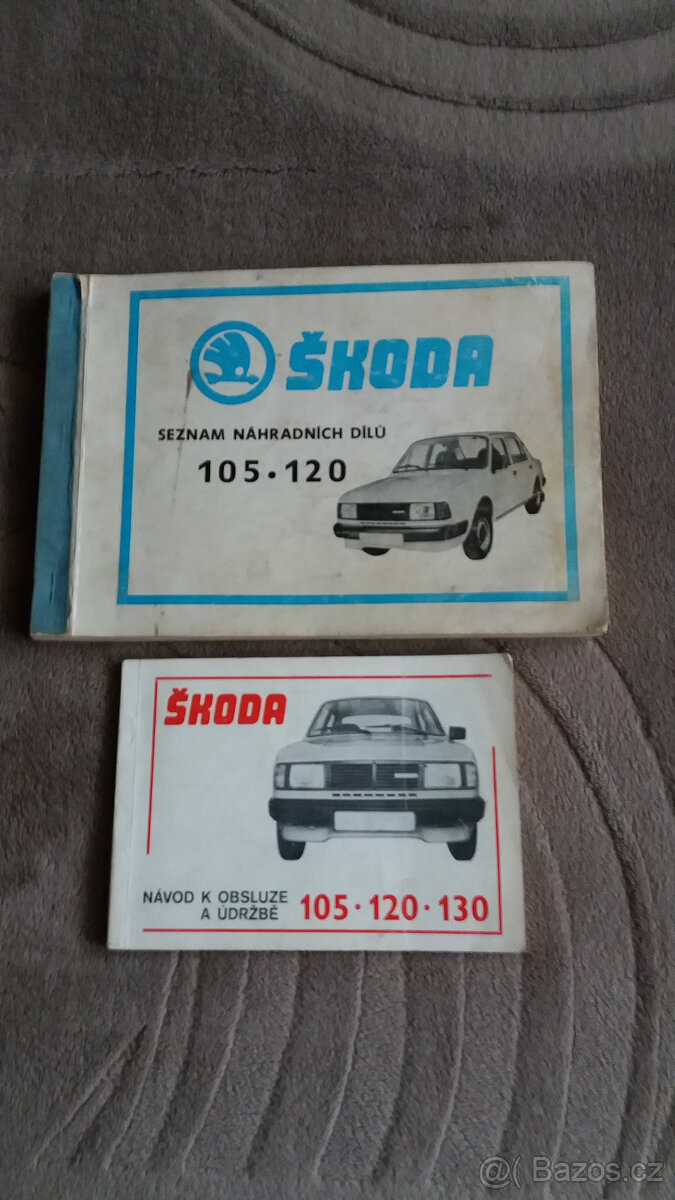 ŠKODA
SEZNAM NÁHRADNÍCH DÍLŮ
105 • 120
ŠKODA
NÁVOD K OBSLUZE
A ÚDRŽBĚ
105 • 120 • 130
@( Bazos.cz